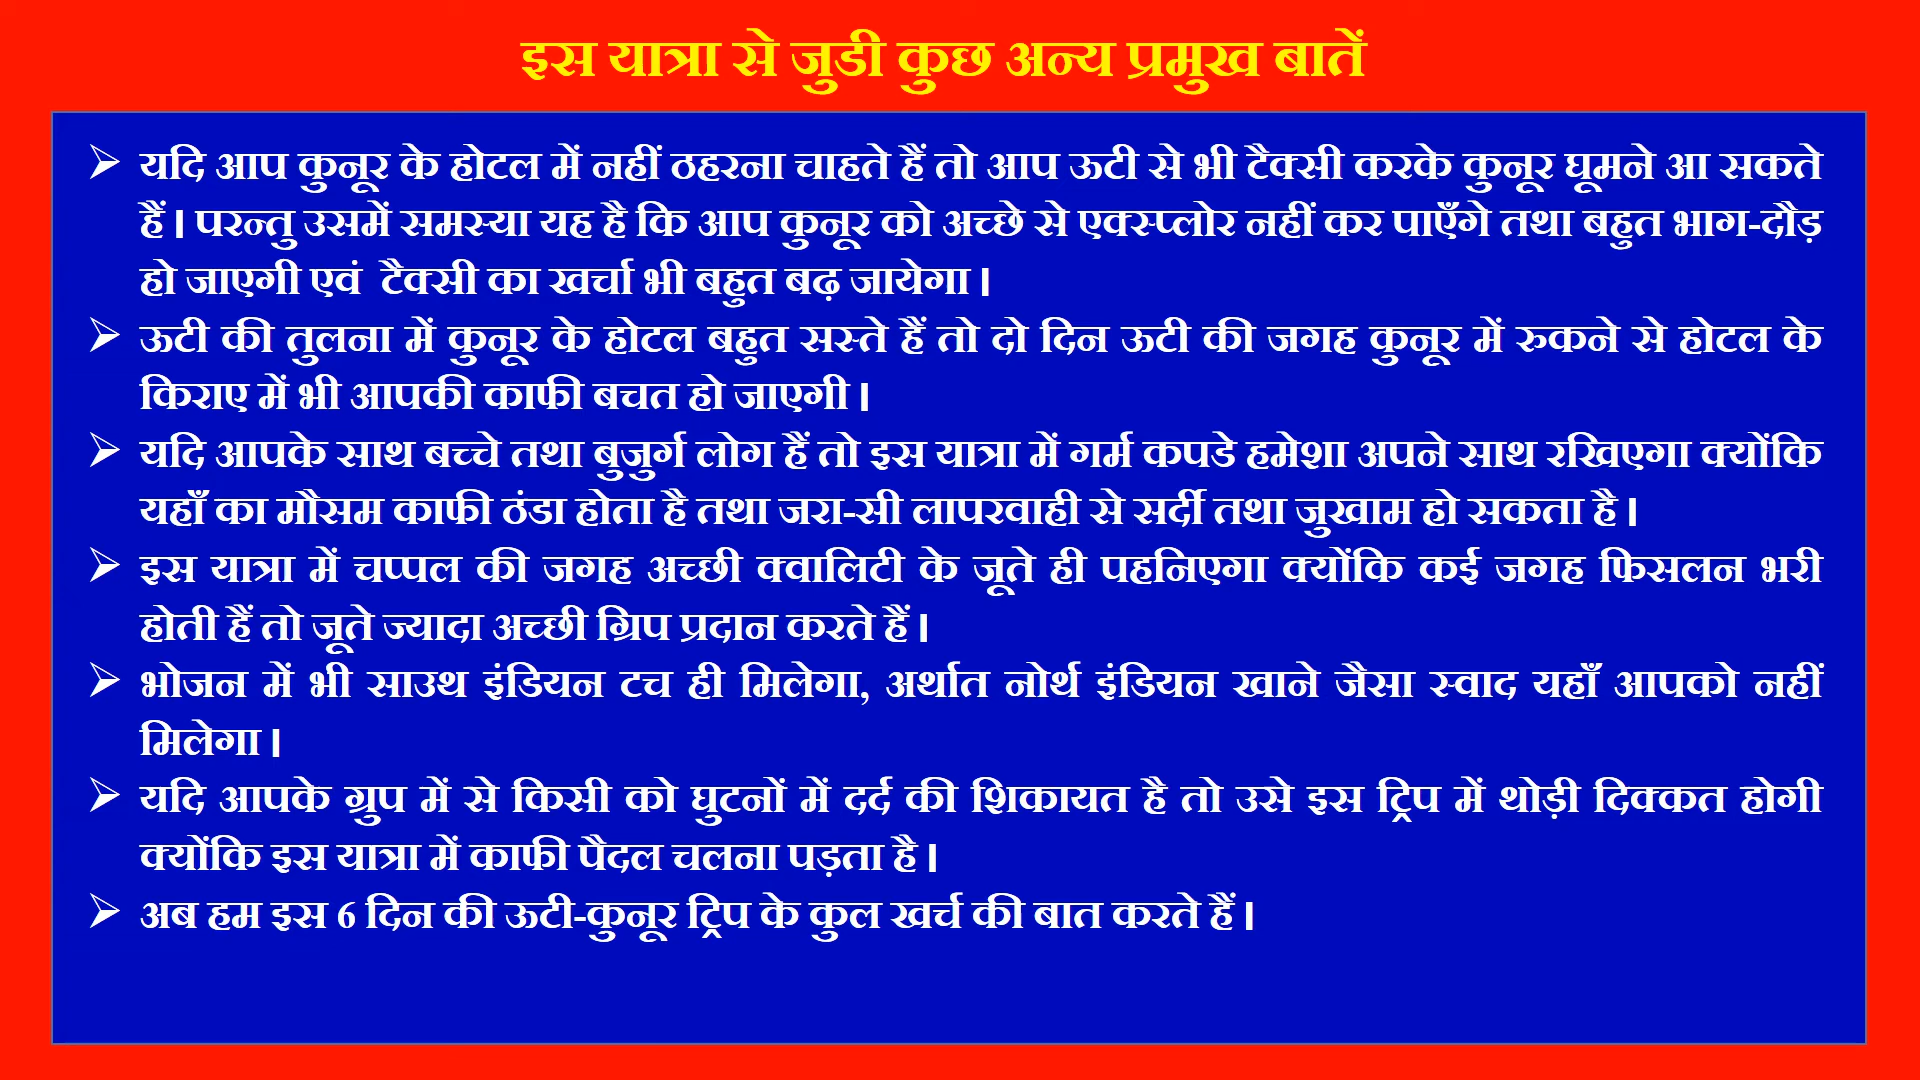 इस यात्रा से जुडी कुछ अन्य प्रमुख बातें
➢ यदि आप कुनूर के होटल में नहीं ठहरना चाहते हैं तो आप ऊटी से भी टैक्सी करके कुनूर घूमने आ सकते
हैं। परन्तु उसमें समस्या यह है कि आप कुनूर को अच्छे से एक्स्प्लोर नहीं कर पाएँगे तथा बहुत भाग-दौड़
हो जाएगी एवं टैक्सी का खर्चा भी बहुत बढ़ जायेगा।
➢ ऊटी की तुलना में कुनूर के होटल बहुत सस्ते हैं तो दो दिन ऊटी की जगह कुनूर में रुकने से होटल के
किराए में भी आपकी काफी बचत हो जाएगी।
➢ यदि आपके साथ बच्चे तथा बुजुर्ग लोग हैं तो इस यात्रा में गर्म कपडे हमेशा अपने साथ रखिएगा क्योंकि
यहाँ का मौसम काफी ठंडा होता है तथा जरा-सी लापरवाही से सर्दी तथा जुखाम हो सकता है।
➢ इस यात्रा में चप्पल की जगह अच्छी क्वालिटी के जूते ही पहनिएगा क्योंकि कई जगह फिसलन भरी
होती हैं तो जूते ज्यादा अच्छी ग्रिप प्रदान करते हैं।
➢ भोजन में भी साउथ इंडियन टच ही मिलेगा, अर्थात नोर्थ इंडियन खाने जैसा स्वाद यहाँ आपको नहीं
मिलेगा।
➢ यदि आपके ग्रुप में से किसी को घुटनों में दर्द की शिकायत है तो उसे इस ट्रिप में थोड़ी दिक्कत होगी
क्योंकि इस यात्रा में काफी पैदल चलना पड़ता है।
➢ अब हम इस 6 दिन की ऊटी-कुनूर ट्रिप के कुल खर्च की बात करते हैं।